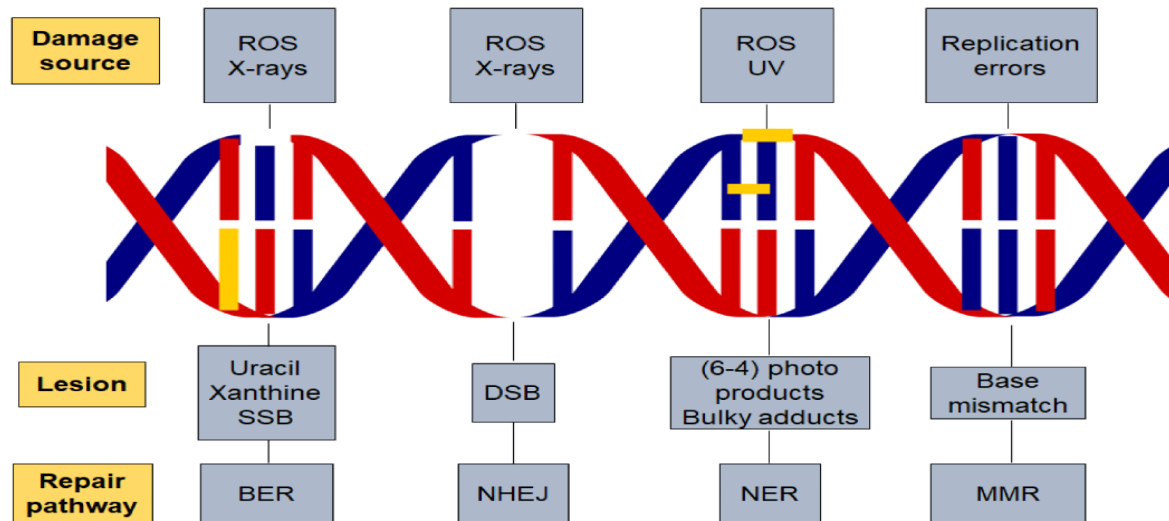 Damage
source
ROS
X-rays
ROS
X-rays
ROS
UV
Replication
errors
Lesion
Uracil
Xanthine
SSB
DSB
(6-4) photo
products
Bulky adducts
Base
mismatch
Repair
pathway
BER
NHEJ
NER
MMR